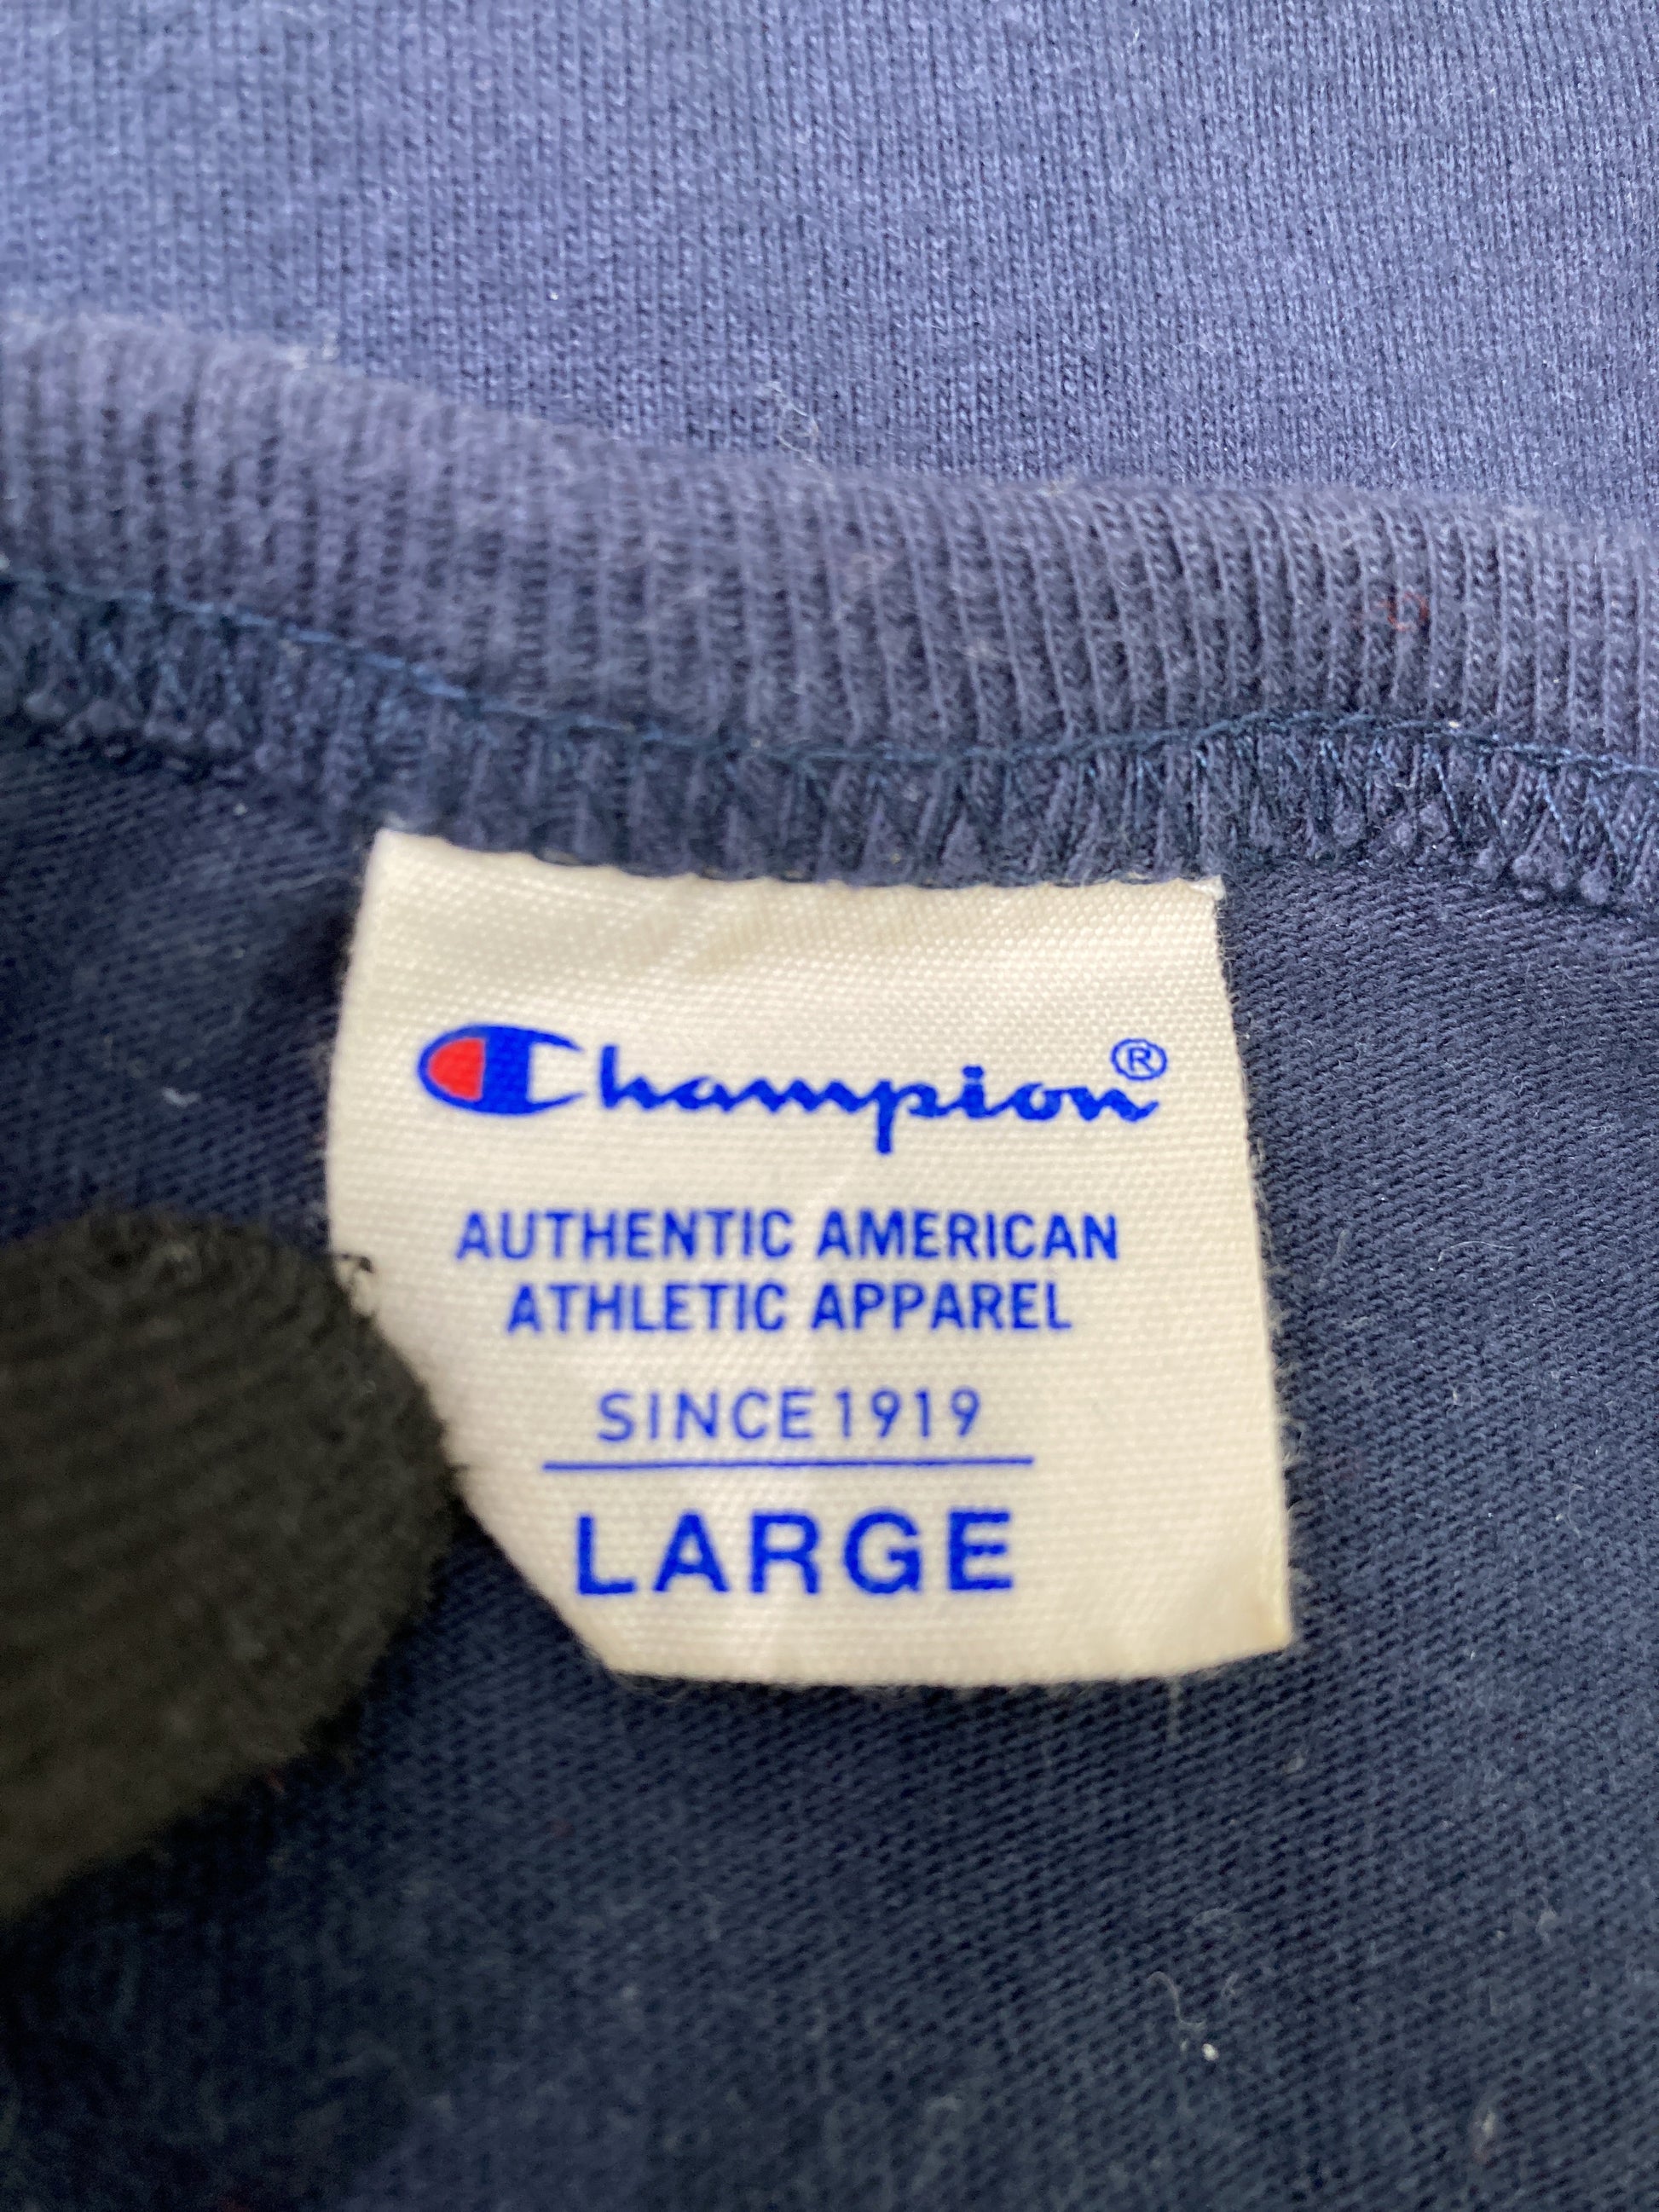 Champion®
AUTHENTIC AMERICAN
ATHLETIC APPAREL
SINCE 1919
LARGE